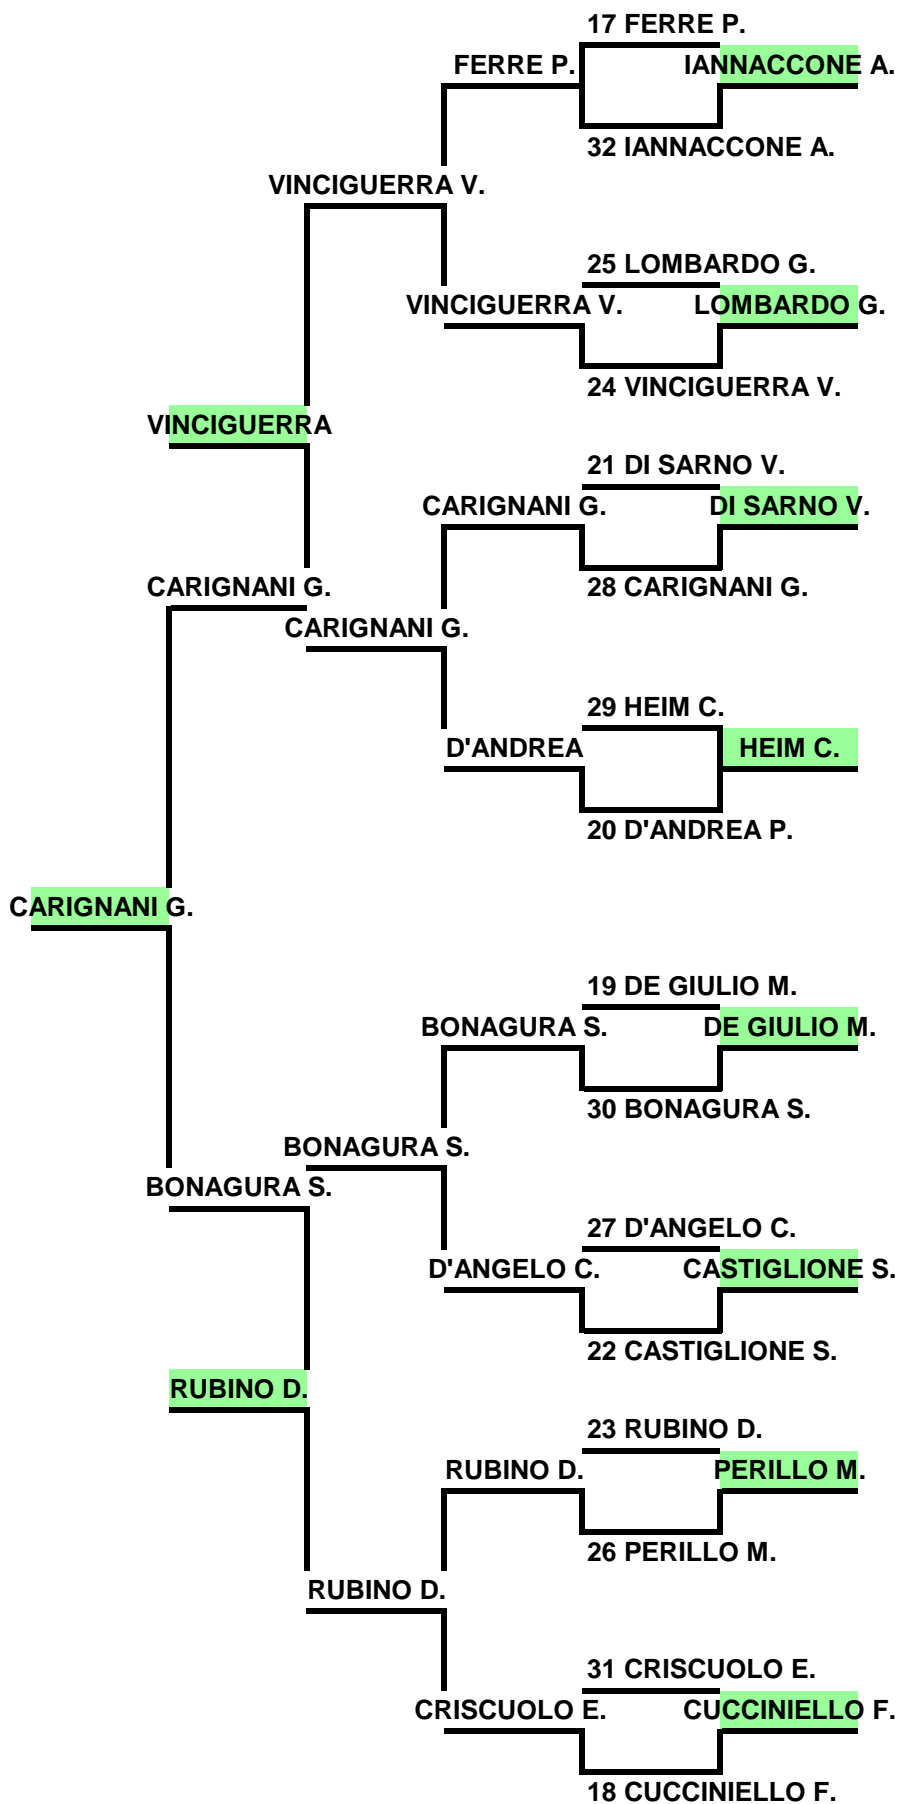 17 FERRE P.
FERRE P.
IANNACCONE A.
32 IANNACCONE A.
VINCIGUERRA V.
25 LOMBARDO G.
VINCIGUERRA V.
LOMBARDO G.
24 VINCIGUERRA V.
VINCIGUERRA
21 DI SARNO V.
CARIGNANI G.
DI SARNO V.
28 CARIGNANI G.
CARIGNANI G.
CARIGNANI G.
29 HEIM C.
D'ANDREA
HEIM C.
20 D'ANDREA P.
CARIGNANI G.
19 DE GIULIO M.
BONAGURA S.
DE GIULIO M.
30 BONAGURA S.
BONAGURA S.
BONAGURA S.
27 D'ANGELO C.
D'ANGELO C.
CASTIGLIONE S.
22 CASTIGLIONE S.
RUBINO D.
23 RUBINO D.
RUBINO D.
PERILLO M.
26 PERILLO M.
RUBINO D.
31 CRISCUOLO E.
CRISCUOLO E.
CUCCINIELLO F.
18 CUCCINIELLO F.